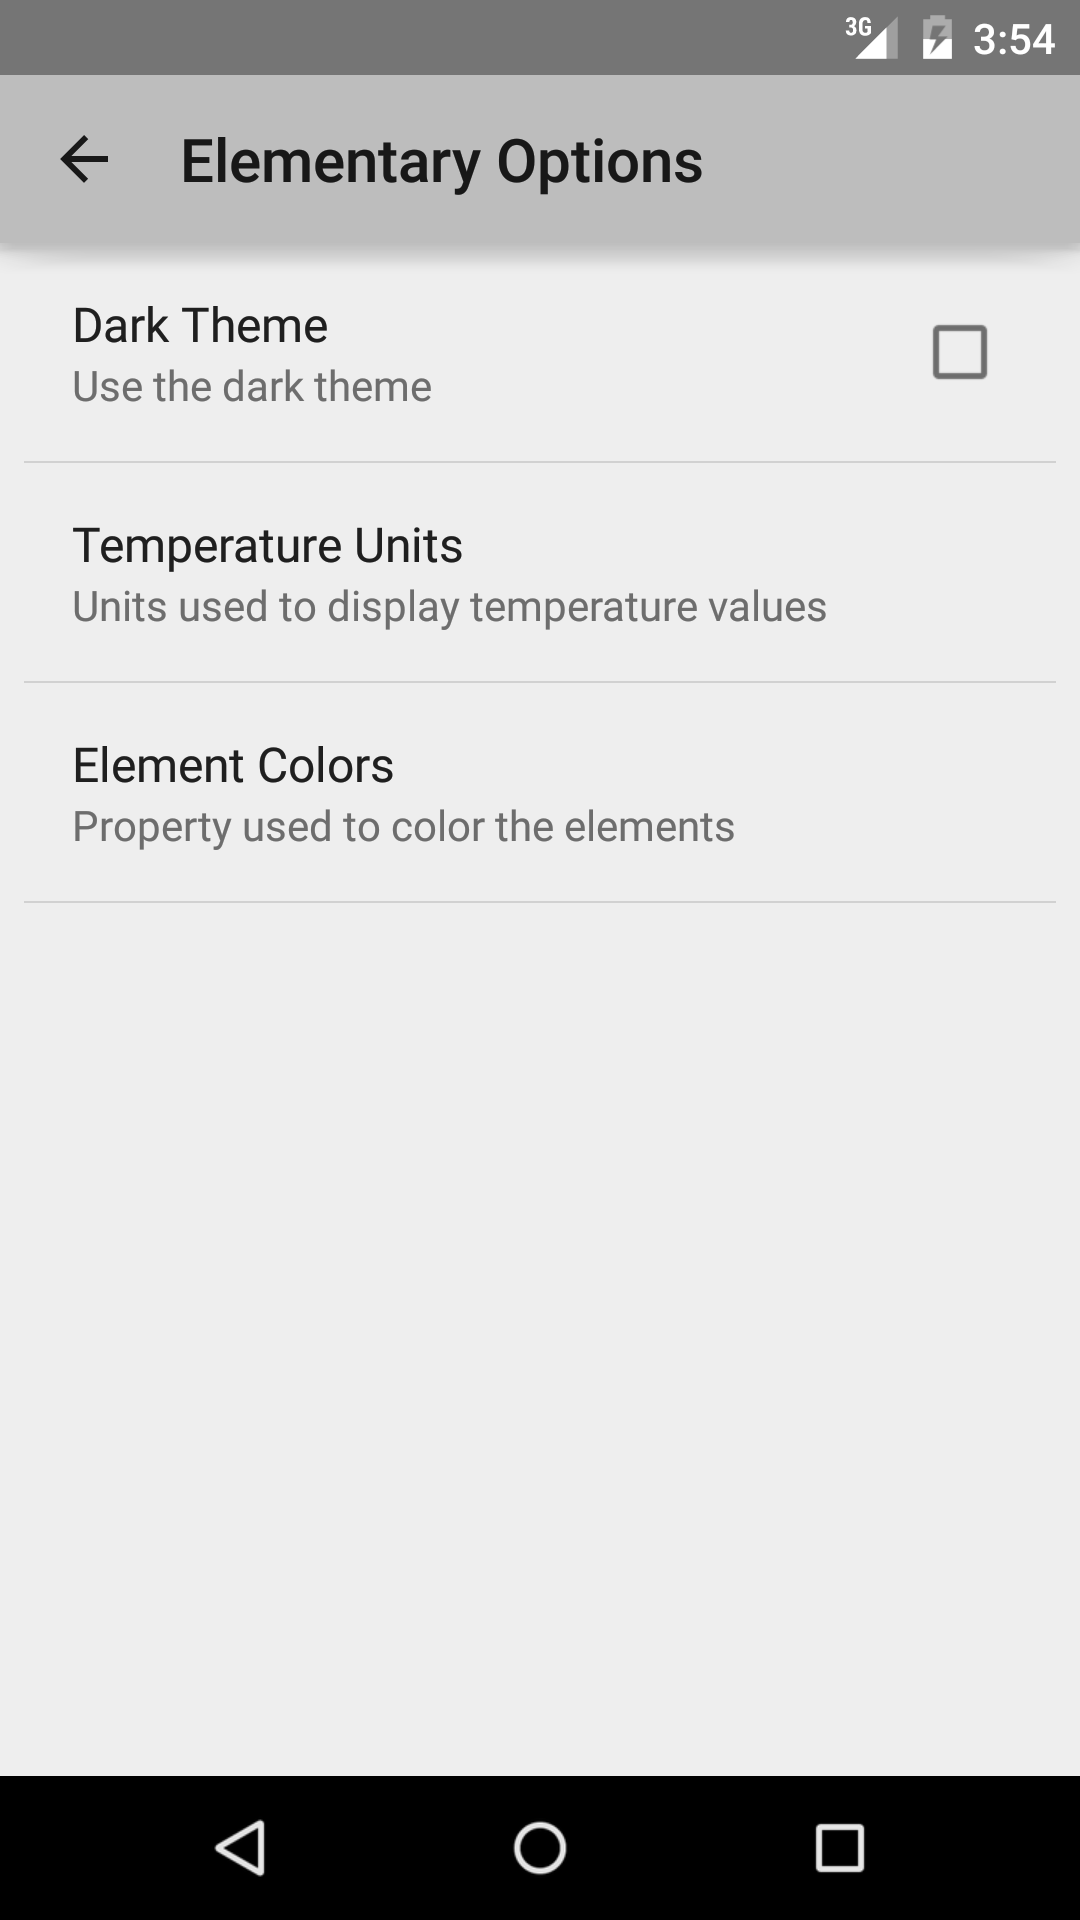 3G 3:54
Elementary Options
Dark Theme
Use the dark theme
Temperature Units
Units used to display temperature values
Element Colors
Property used to color the elements